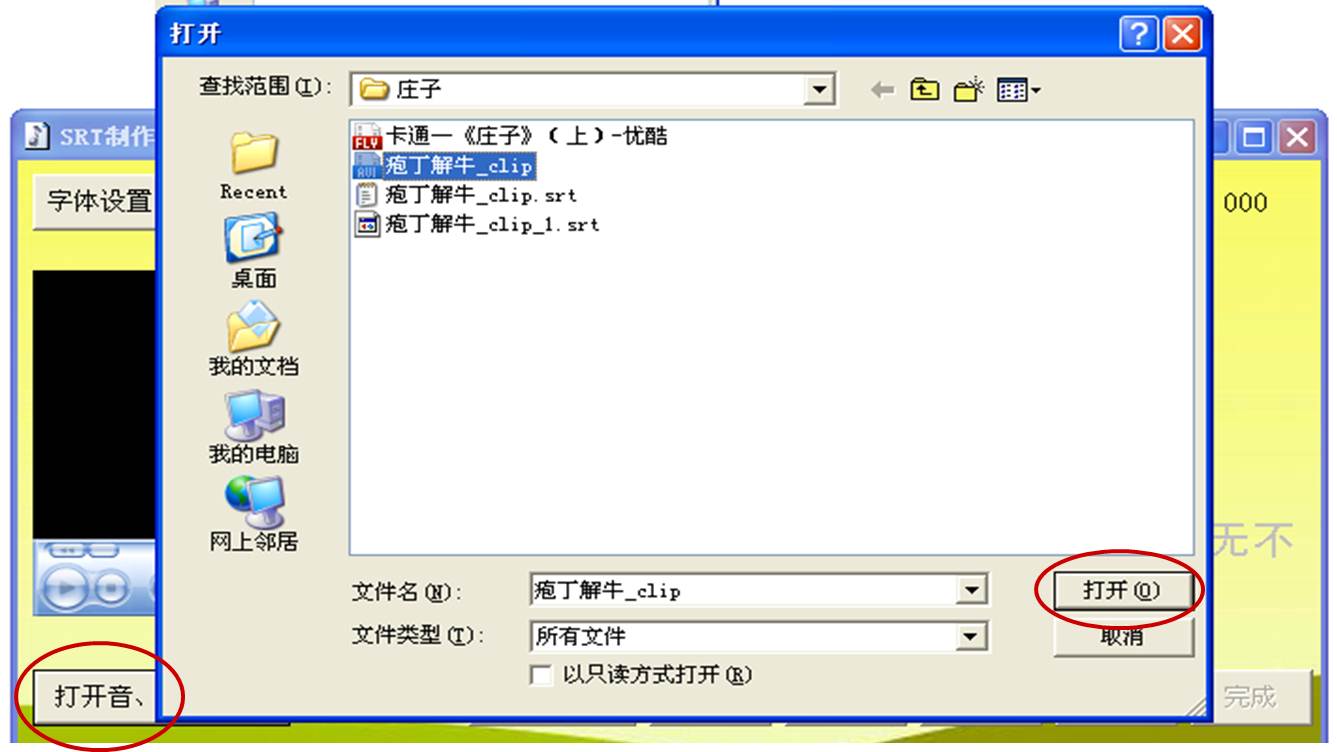 打开
查找范围(I):
庄子
SRT制作
字体设置
000
Recent
桌面
我的文档
我的电脑
网上邻居
FLV
卡通一《庄子》(上)-优酷
AVI
疱丁解牛_clip
疱丁解牛_clip.srt
疱丁解牛_clip_1.srt
无不
文件名(N):
疱丁解牛_clip
打开(O)
文件类型(T):
所有文件
取消
以只读方式打开(R)
打开音、
完成